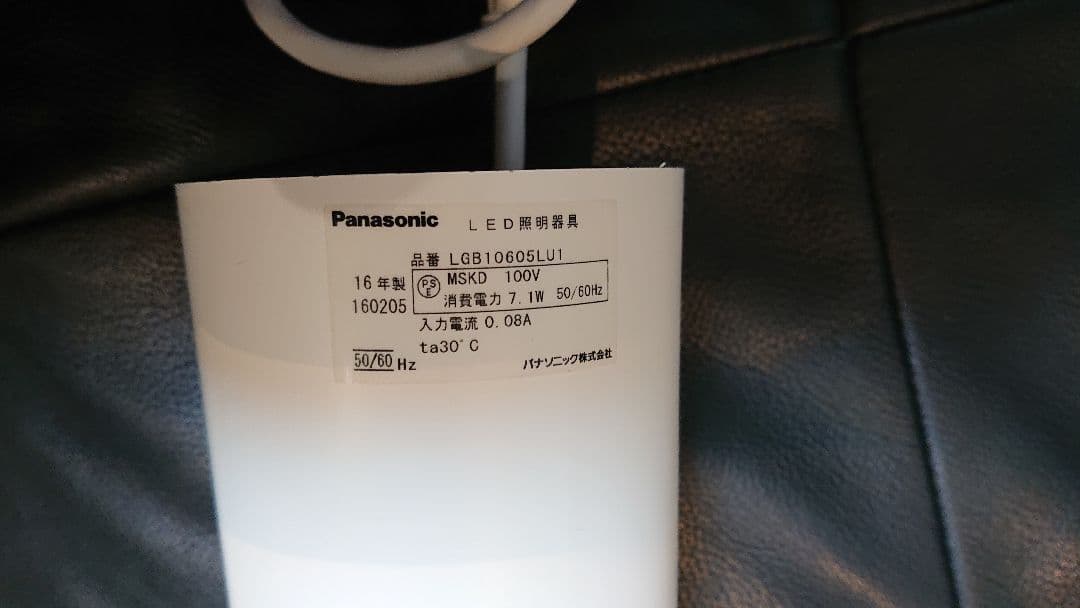 Panasonic LED照明器具
品番 LGB10605LU1
16年製 PSE MSKD 100V
160205 消費電力 7.1W 50/60Hz
入力電流 0.08A
ta30°C
50/60 Hz パナソニック株式会社